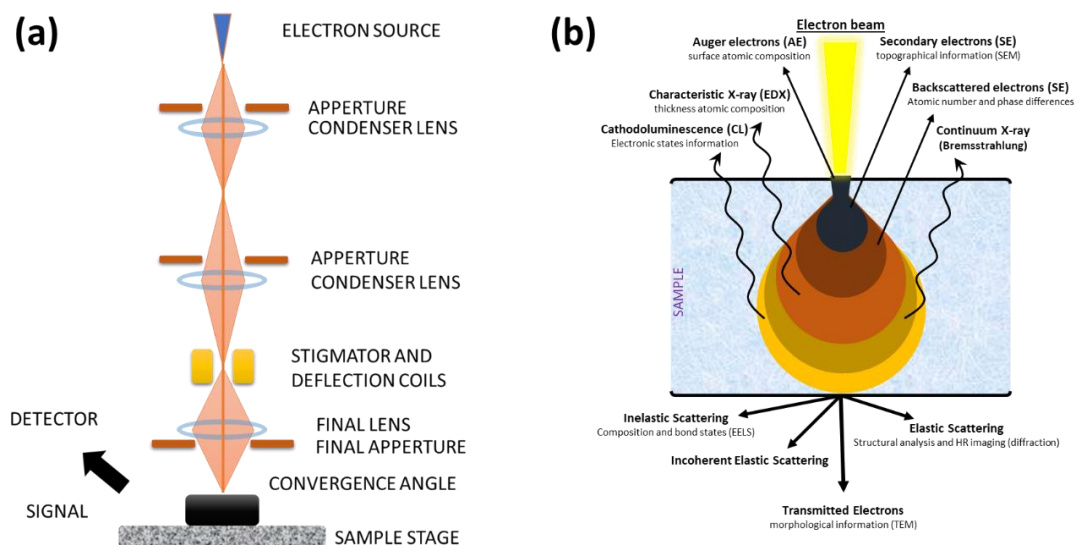 (a)
ELECTRON SOURCE
APPERTURE
CONDENSER LENS
APPERTURE
CONDENSER LENS
STIGMATOR AND
DEFLECTION COILS
DETECTOR
FINAL LENS
FINAL APPERTURE
CONVERGENCE ANGLE
SIGNAL
SAMPLE STAGE
(b)
Electron beam
Auger electrons (AE)
surface atomic composition
Secondary electrons (SE)
topographical information (SEM)
Characteristic X-ray (EDX)
thickness atomic composition
Backscattered electrons (SE)
Atomic number and phase differences
Cathodoluminescence (CL)
Electronic states information
Continuum X-ray
(Bremsstrahlung)
SAMPLE
Inelastic Scattering
Composition and bond states (EELS)
Elastic Scattering
Structural analysis and HR imaging (diffraction)
Incoherent Elastic Scattering
Transmitted Electrons
morphological information (TEM)